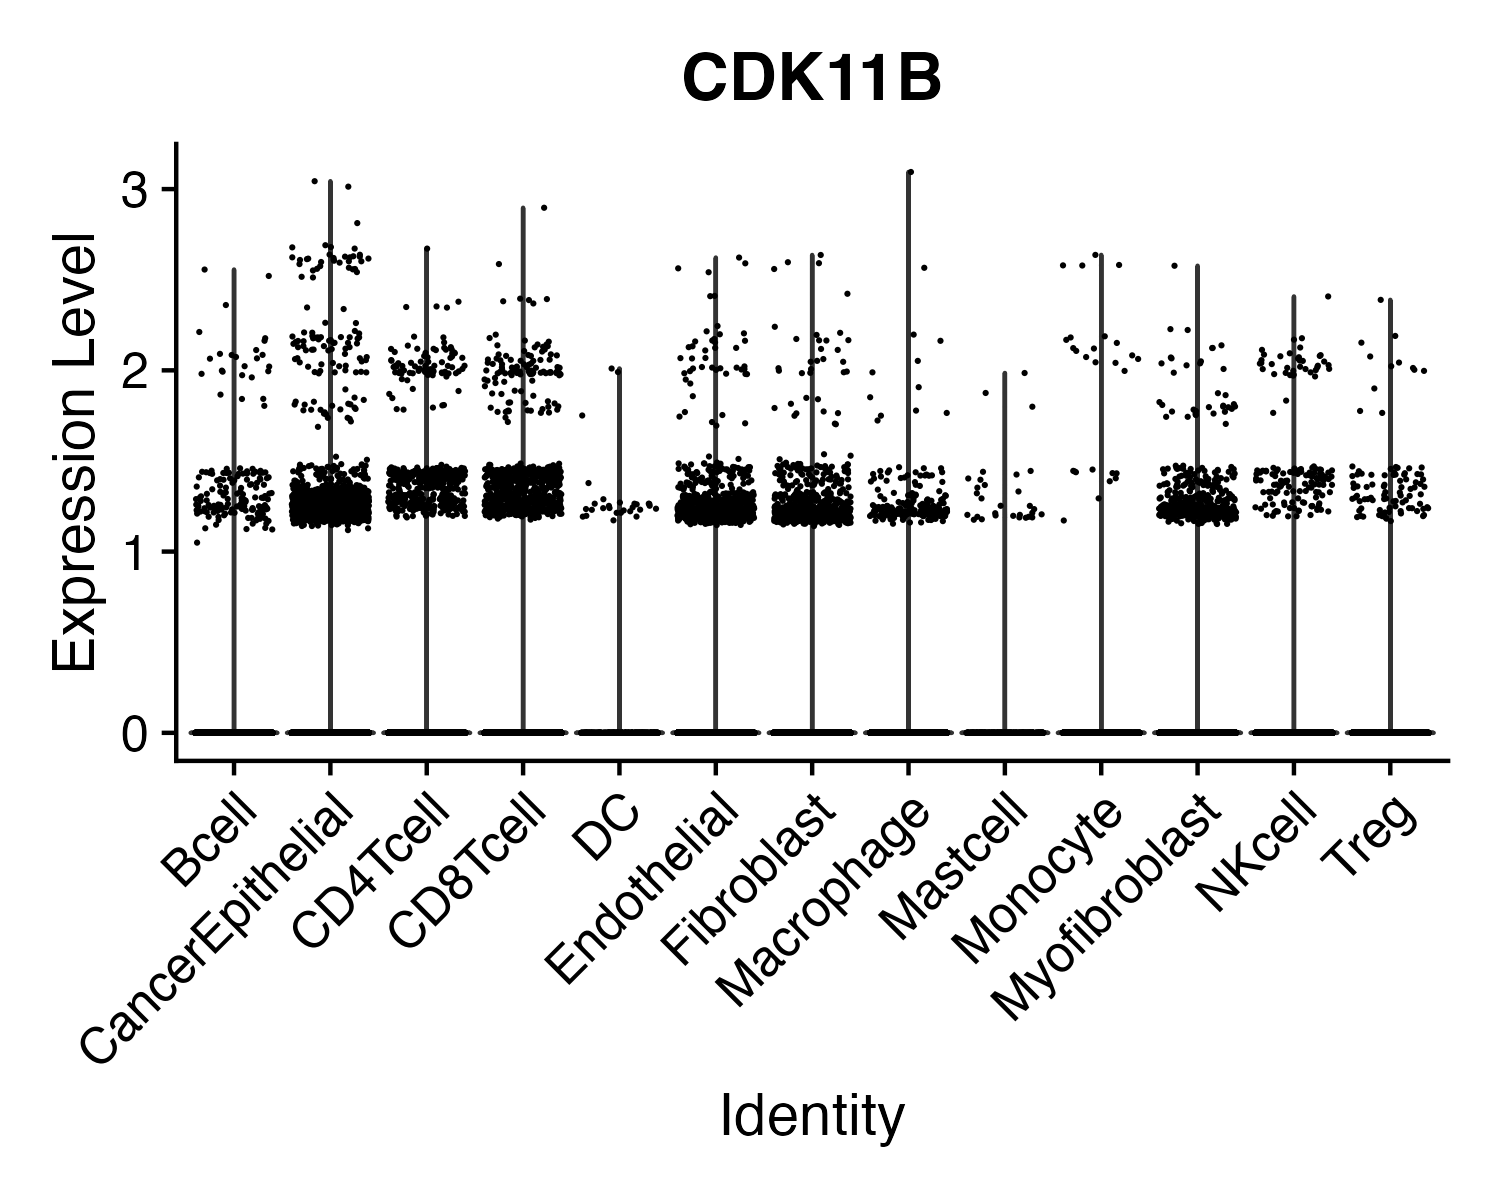 CDK11B
Expression Level
3
2
1
0
Bcell
CancerEpithelial
CD4Tcell
CD8Tcell
DC
Endothelial
Fibroblast
Macrophage
Mastcell
Monocyte
Myofibroblast
NKcell
Treg
Identity